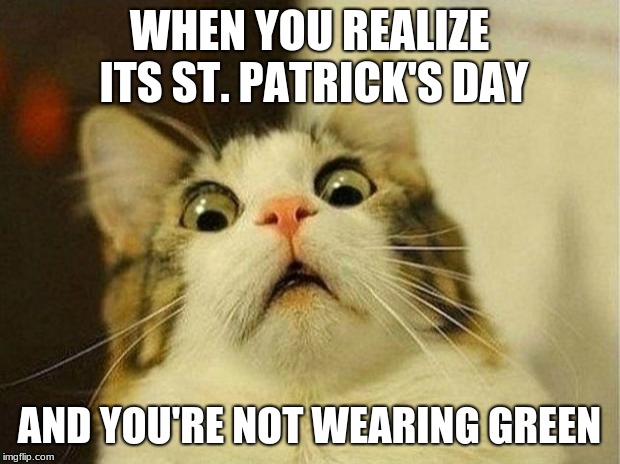 WHEN YOU REALIZE
ITS ST. PATRICK'S DAY
AND YOU'RE NOT WEARING GREEN
imgflip.com